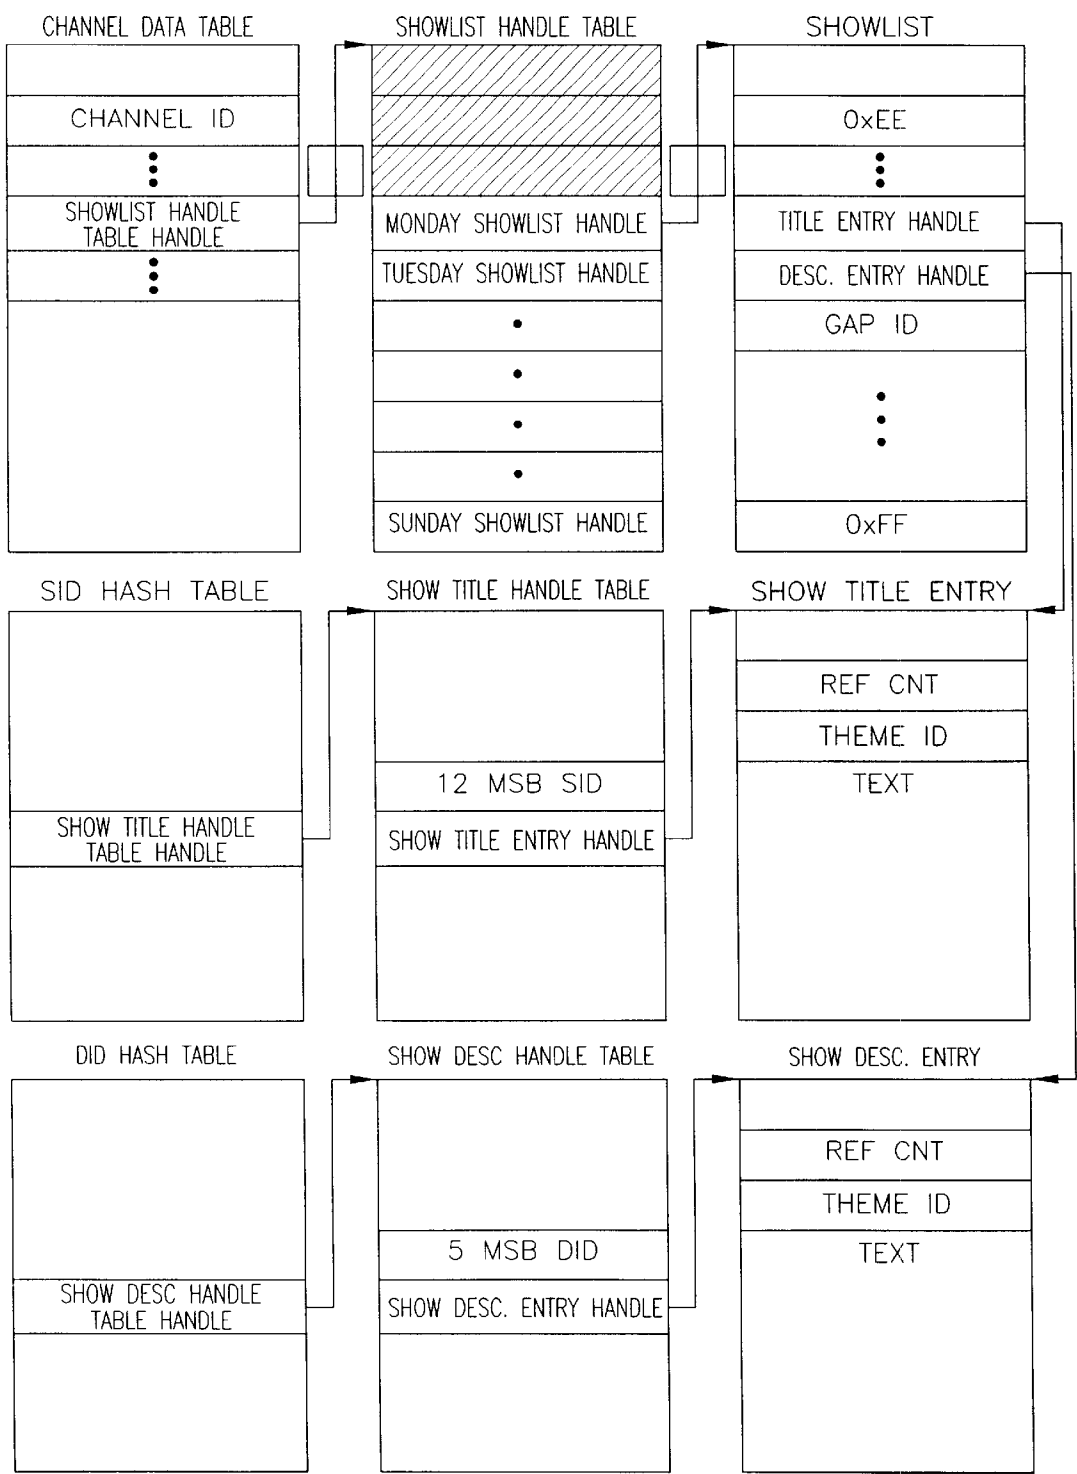 CHANNEL DATA TABLE
CHANNEL ID
SHOWLIST HANDLE
TABLE HANDLE
SHOWLIST HANDLE TABLE
MONDAY SHOWLIST HANDLE
TUESDAY SHOWLIST HANDLE
SUNDAY SHOWLIST HANDLE
SHOWLIST
0xEE
TITLE ENTRY HANDLE
DESC. ENTRY HANDLE
GAP ID
0xFF
SID HASH TABLE
SHOW TITLE HANDLE
TABLE HANDLE
SHOW TITLE HANDLE TABLE
12 MSB SID
SHOW TITLE ENTRY HANDLE
SHOW TITLE ENTRY
REF CNT
THEME ID
TEXT
DID HASH TABLE
SHOW DESC HANDLE
TABLE HANDLE
SHOW DESC HANDLE TABLE
5 MSB DID
SHOW DESC. ENTRY HANDLE
SHOW DESC. ENTRY
REF CNT
THEME ID
TEXT